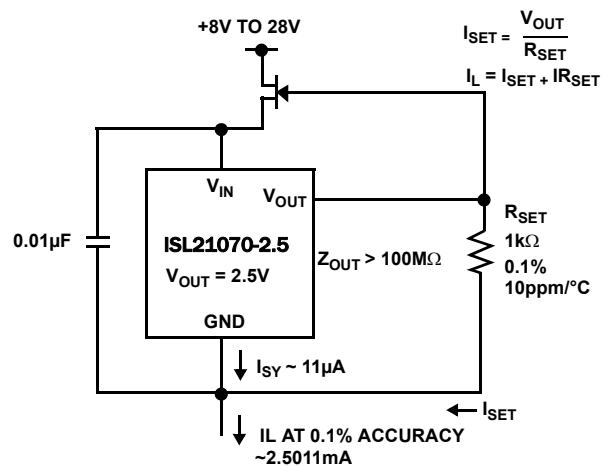 +8V TO 28V
I_SET = V_OUT / R_SET
I_L = I_SET + IR_SET
V_IN
V_OUT
0.01µF
ISL21070-2.5
V_OUT = 2.5V
Z_OUT > 100MΩ
R_SET
1kΩ
0.1%
10ppm/°C
GND
I_SY ~ 11µA
I_SET
IL AT 0.1% ACCURACY
~2.5011mA